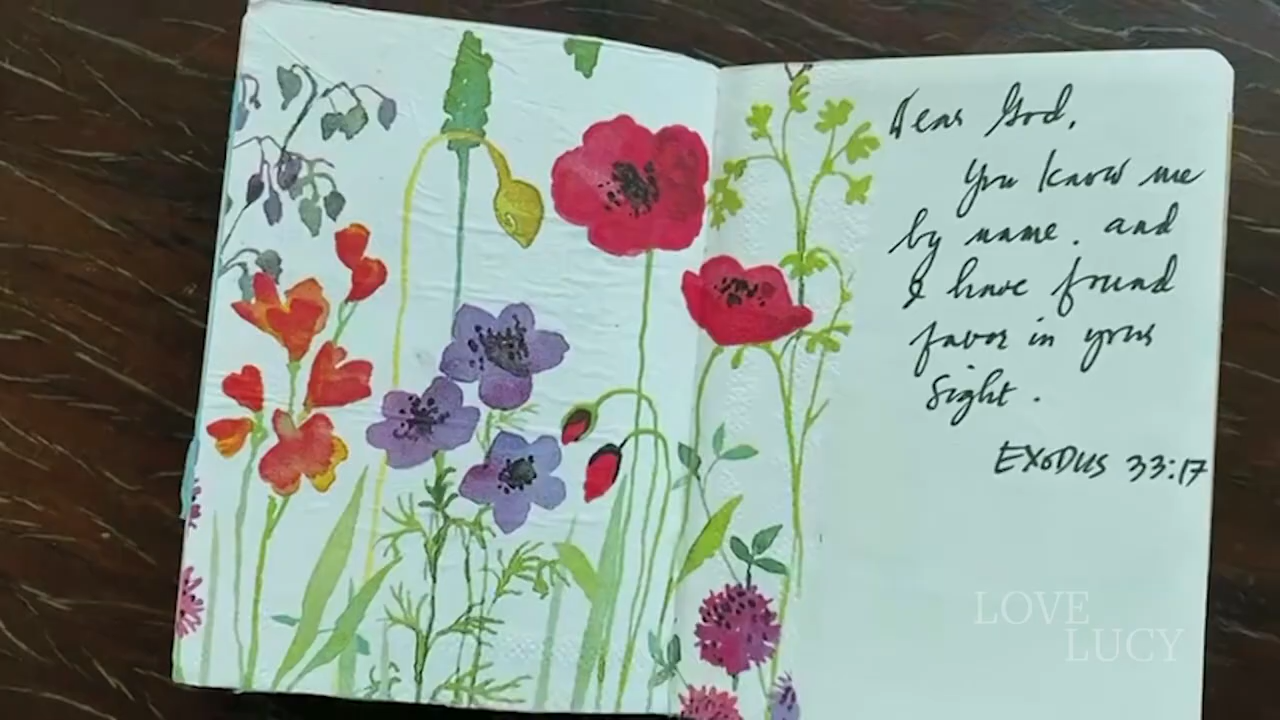 Dear God,
You know me
by name. and
I have found
favor in your
Sight.
EXODUS 33:17
LOVE
LUCY